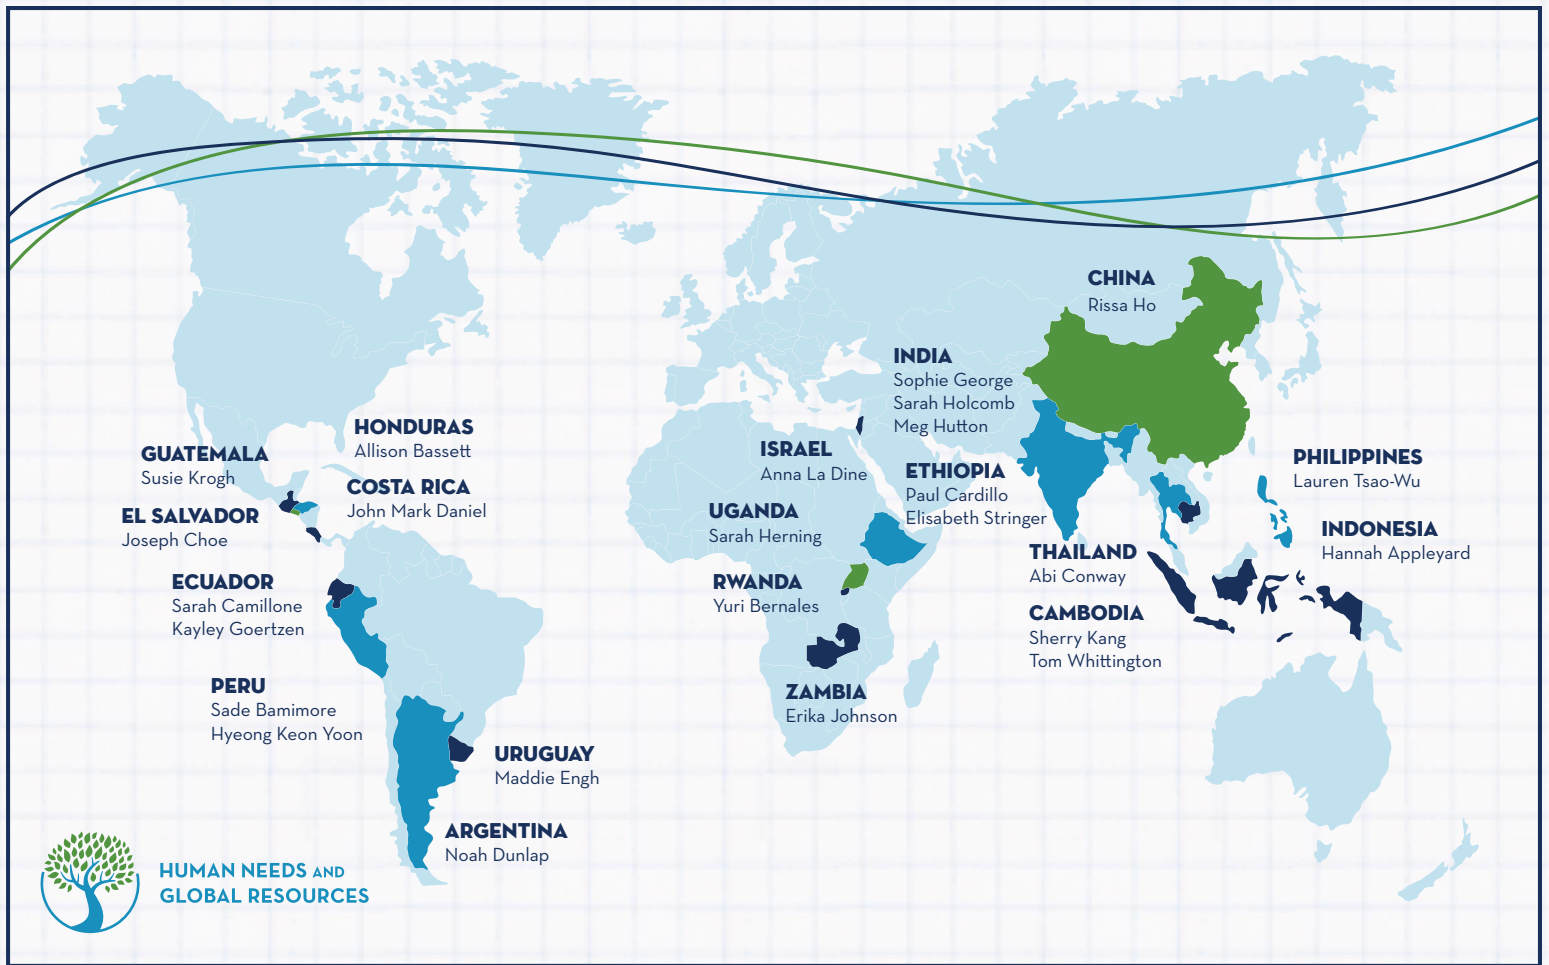 CHINA
Rissa Ho
INDIA
Sophie George
Sarah Holcomb
Meg Hutton
HONDURAS
Allison Bassett
GUATEMALA
Susie Krogh
COSTA RICA
John Mark Daniel
EL SALVADOR
Joseph Choe
ISRAEL
Anna La Dine
ETHIOPIA
Paul Cardillo
Elisabeth Stringer
UGANDA
Sarah Herning
PHILIPPINES
Lauren Tsao-Wu
INDONESIA
Hannah Appleyard
THAILAND
Abi Conway
ECUADOR
Sarah Camillone
Kayley Goertzen
RWANDA
Yuri Bernales
CAMBODIA
Sherry Kang
Tom Whittington
PERU
Sade Bamimore
Hyeong Keon Yoon
ZAMBIA
Erika Johnson
URUGUAY
Maddie Engh
ARGENTINA
Noah Dunlap
HUMAN NEEDS AND
GLOBAL RESOURCES